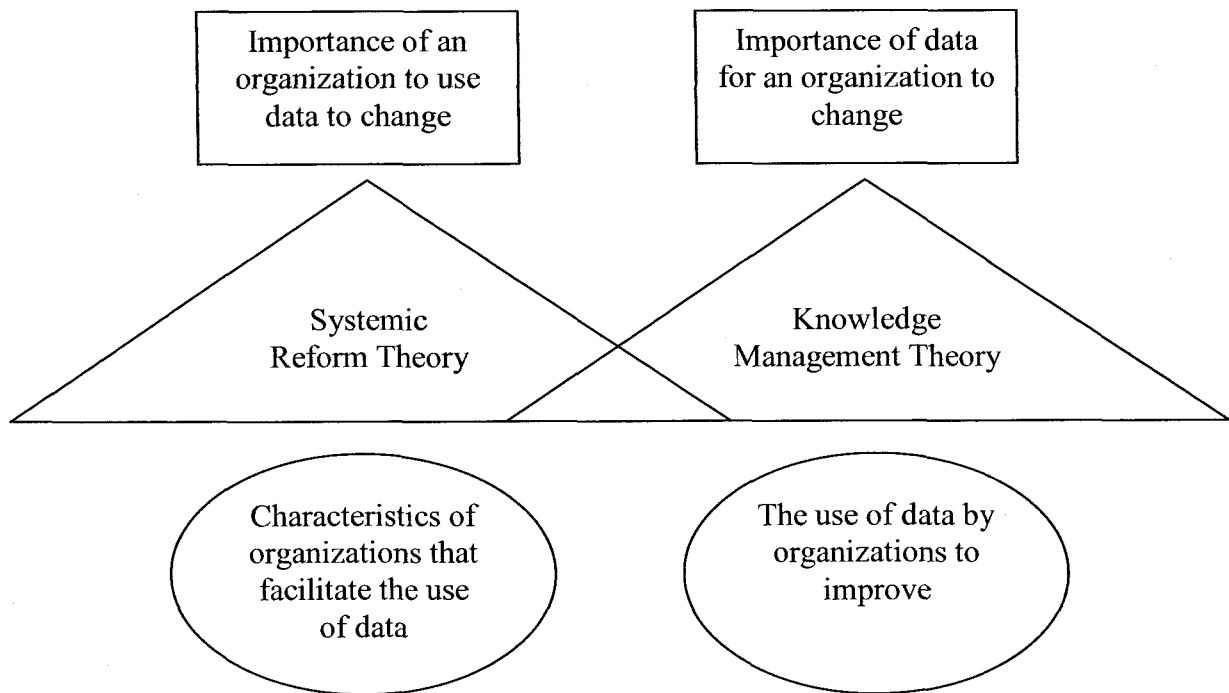 Importance of an
organization to use
data to change
Importance of data
for an organization to
change
Systemic
Reform Theory
Knowledge
Management Theory
Characteristics of
organizations that
facilitate the use
of data
The use of data by
organizations to
improve